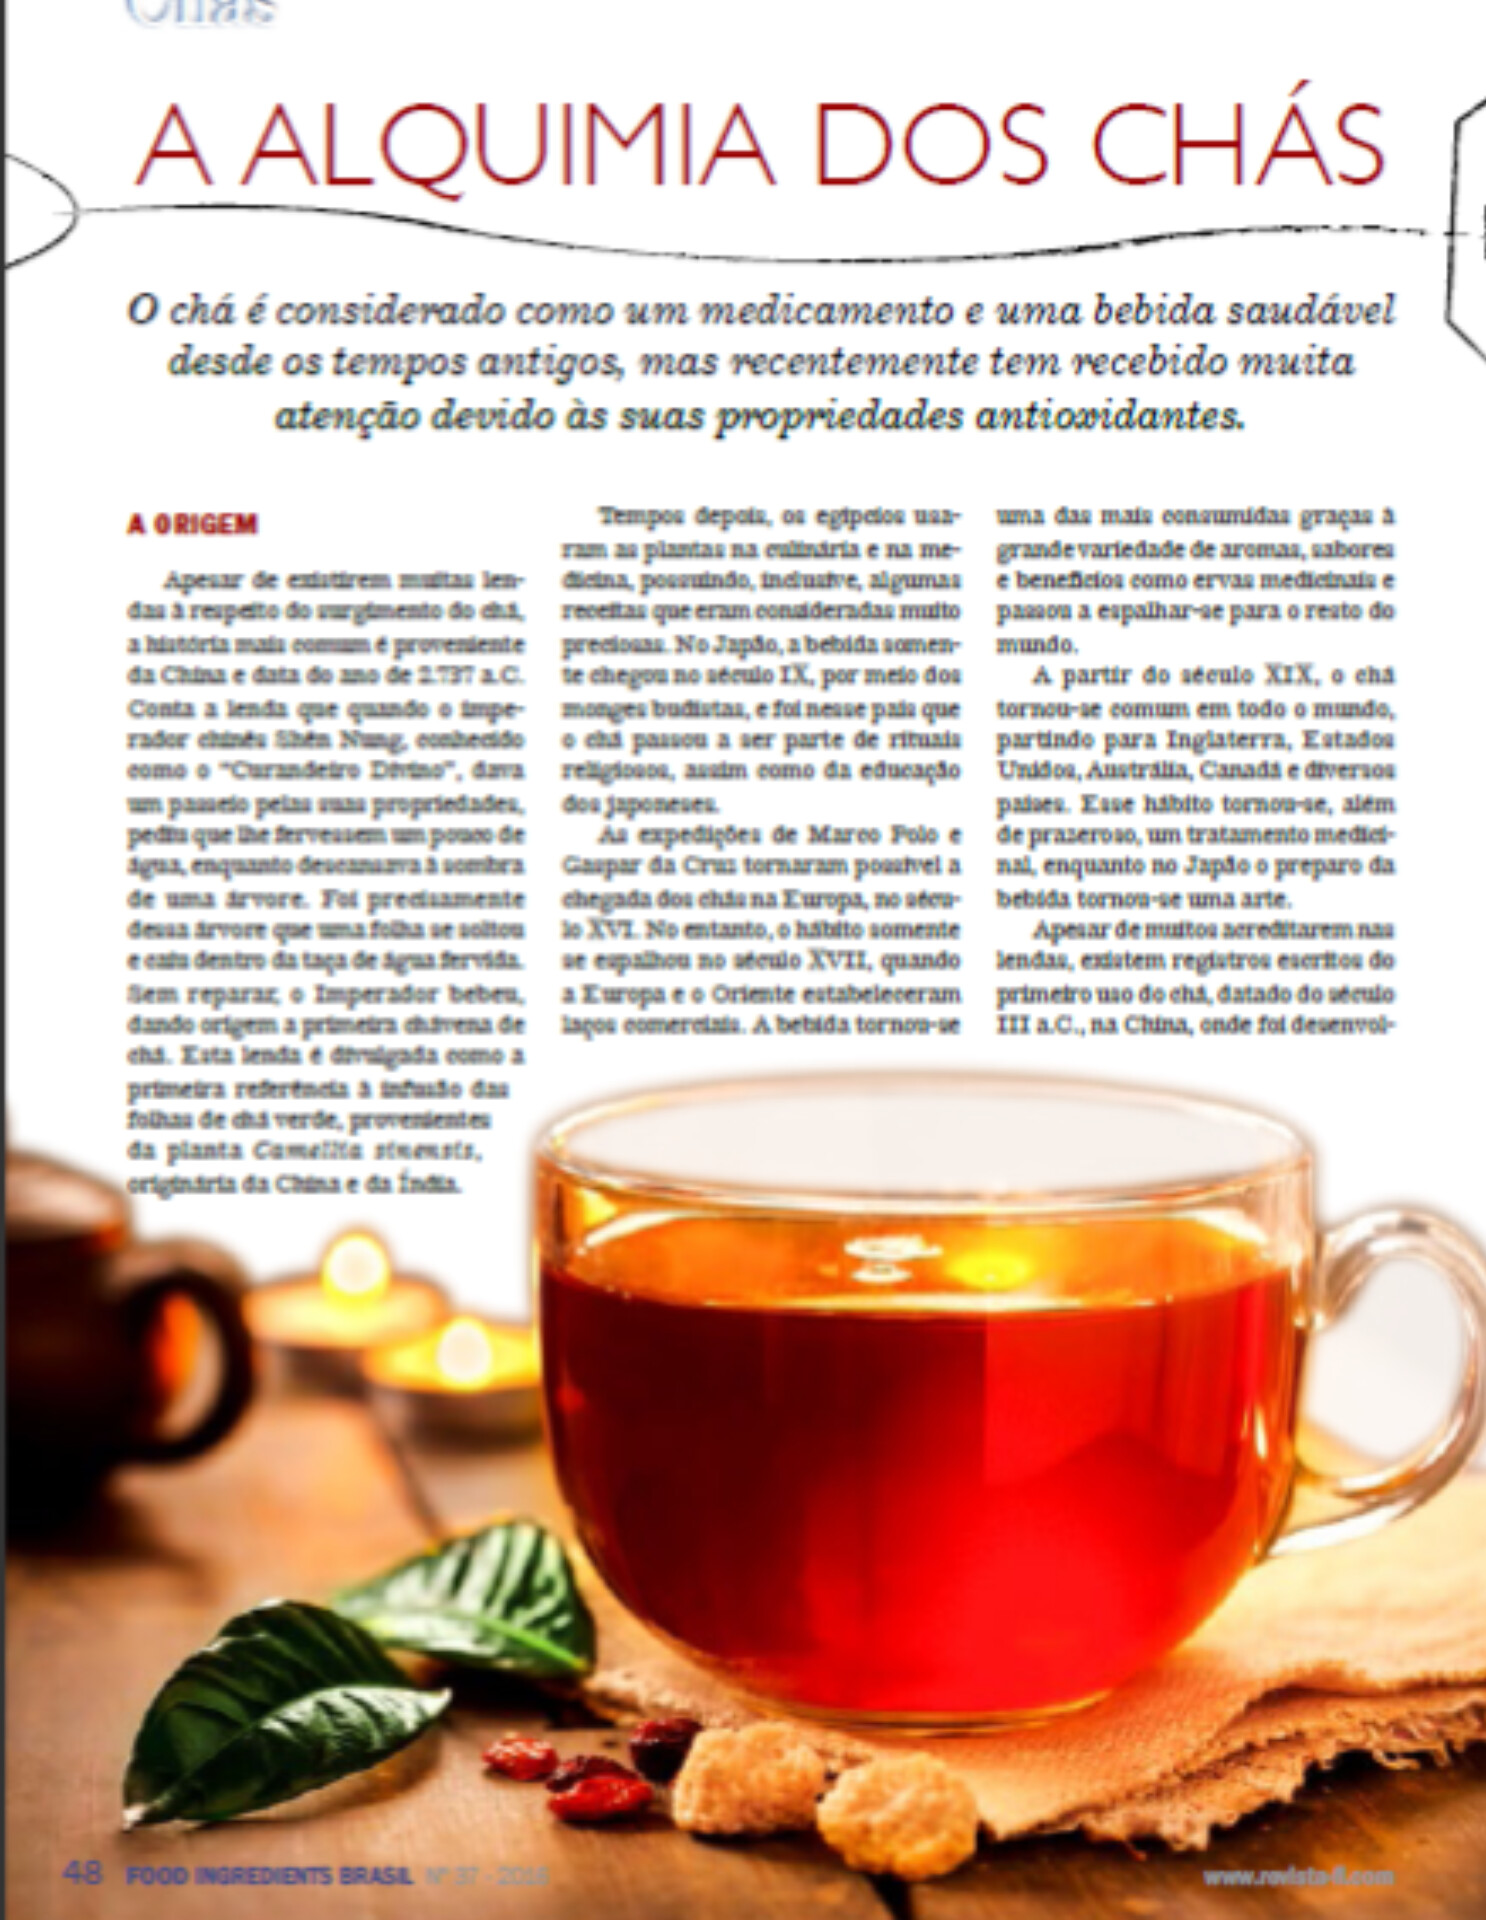 Chás
A ALQUIMIA DOS CHÁS
O chá é considerado como um medicamento e uma bebida saudável
desde os tempos antigos, mas recentemente tem recebido muita
atenção devido às suas propriedades antioxidantes.
A ORIGEM
Apesar de existirem muitas len-
das à respeito do surgimento do chá,
a história mais comum é proveniente
da China e data do ano de 2.737 a.C.
Conta a lenda que quando o impe-
rador chinês Shên Nung, conhecido
como o "Curandeiro Divino", dava
um passeio pelas suas propriedades,
pediu que lhe fervessem um pouco de
água, enquanto descansava à sombra
de uma árvore. Foi precisamente
dessa árvore que uma folha se soltou
e caiu dentro da taça de água fervida.
Sem reparar, o Imperador bebeu,
dando origem a primeira chávena de
chá. Esta lenda é divulgada como a
primeira referência à infusão das
folhas de chá verde, provenientes
da planta Camellia sinensis,
originária da China e da Índia.
Tempos depois, os egípcios usa-
ram as plantas na culinária e na me-
dicina, possuindo, inclusive, algumas
receitas que eram consideradas muito
preciosas. No Japão, a bebida somen-
te chegou no século IX, por meio dos
monges budistas, e foi nesse país que
o chá passou a ser parte de rituais
religiosos, assim como da educação
dos japoneses.
As expedições de Marco Polo e
Gaspar da Cruz tornaram possível a
chegada dos chás na Europa, no sécu-
lo XVI. No entanto, o hábito somente
se espalhou no século XVII, quando
a Europa e o Oriente estabeleceram
laços comerciais. A bebida tornou-se
uma das mais consumidas graças à
grande variedade de aromas, sabores
e benefícios como ervas medicinais e
passou a espalhar-se para o resto do
mundo.
A partir do século XIX, o chá
tornou-se comum em todo o mundo,
partindo para Inglaterra, Estados
Unidos, Austrália, Canadá e diversos
países. Esse hábito tornou-se, além
de prazeroso, um tratamento medici-
nal, enquanto no Japão o preparo da
bebida tornou-se uma arte.
Apesar de muitos acreditarem nas
lendas, existem registros escritos do
primeiro uso do chá, datado do século
III a.C., na China, onde foi desenvol-
48 FOOD INGREDIENTS BRASIL Nº 37 - 2016
www.revista-fi.com